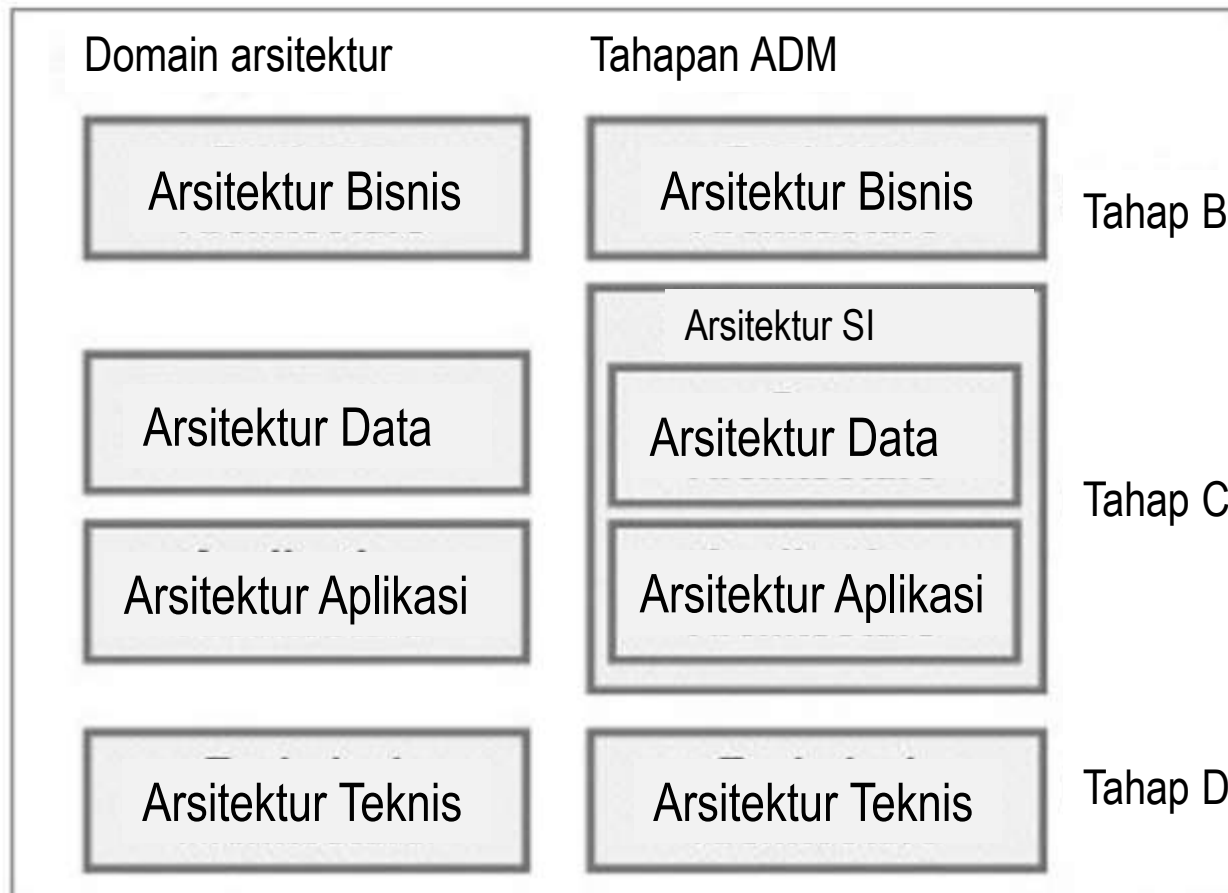 Domain arsitektur
Tahapan ADM
Arsitektur Bisnis
Arsitektur Bisnis
Tahap B
Arsitektur SI
Arsitektur Data
Arsitektur Data
Tahap C
Arsitektur Aplikasi
Arsitektur Aplikasi
Arsitektur Teknis
Arsitektur Teknis
Tahap D